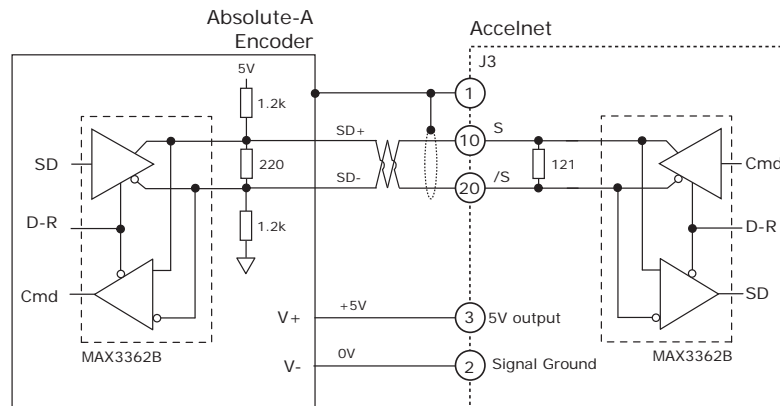 Absolute-A
Encoder
Accelnet
J3
5V
1
1.2k
SD+
10
S
SD
220
121
Cmd
SD-
20
/S
D-R
1.2k
D-R
Cmd
SD
V+
+5V
3
5V output
MAX3362B
MAX3362B
V-
0V
2
Signal Ground